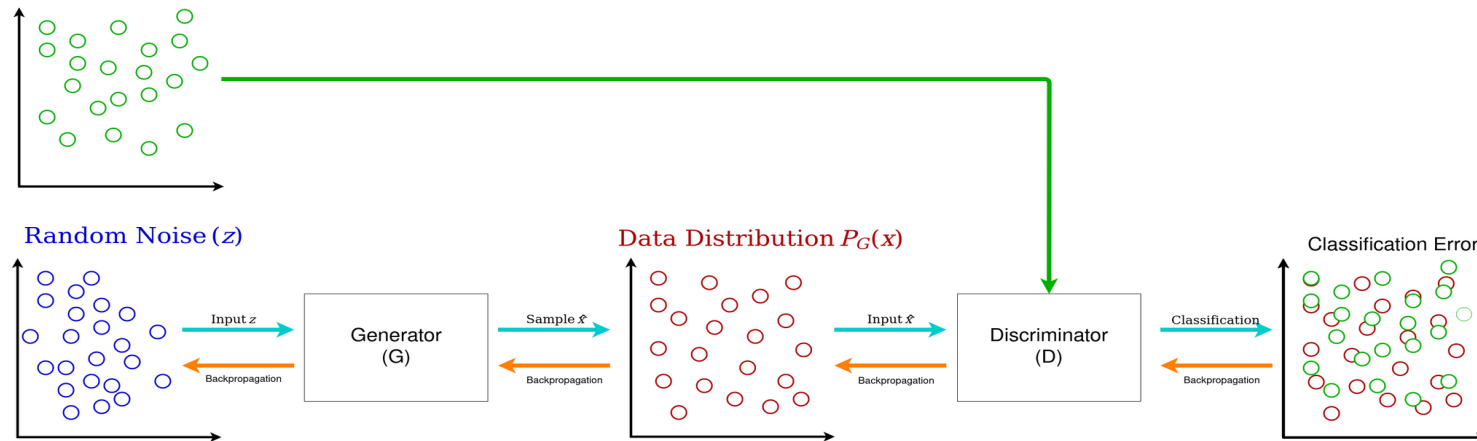 Random Noise (z)
Data Distribution P_G(x)
Classification Error
Input z
Generator
(G)
Sample x̂
Input x̂
Discriminator
(D)
Classification
Backpropagation
Backpropagation
Backpropagation
Backpropagation